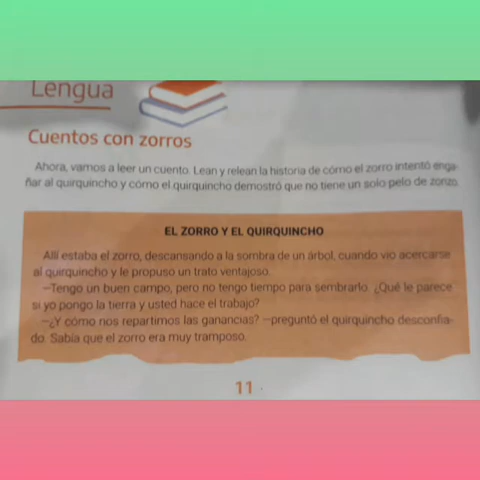 Lengua
Cuentos con zorros
Ahora, vamos a leer un cuento. Lean y relean la historia de cómo el zorro intentó enga-
ñar al quirquincho y cómo el quirquincho demostró que no tiene un solo pelo de zonzo.
EL ZORRO Y EL QUIRQUINCHO
Allí estaba el zorro, descansando a la sombra de un árbol, cuando vio acercarse
al quirquincho y le propuso un trato ventajoso.
—Tengo un buen campo, pero no tengo tiempo para sembrarlo. ¿Qué le parece
si yo pongo la tierra y usted hace el trabajo?
—¿Y cómo nos repartimos las ganancias? —preguntó el quirquincho desconfia-
do. Sabía que el zorro era muy tramposo.
11